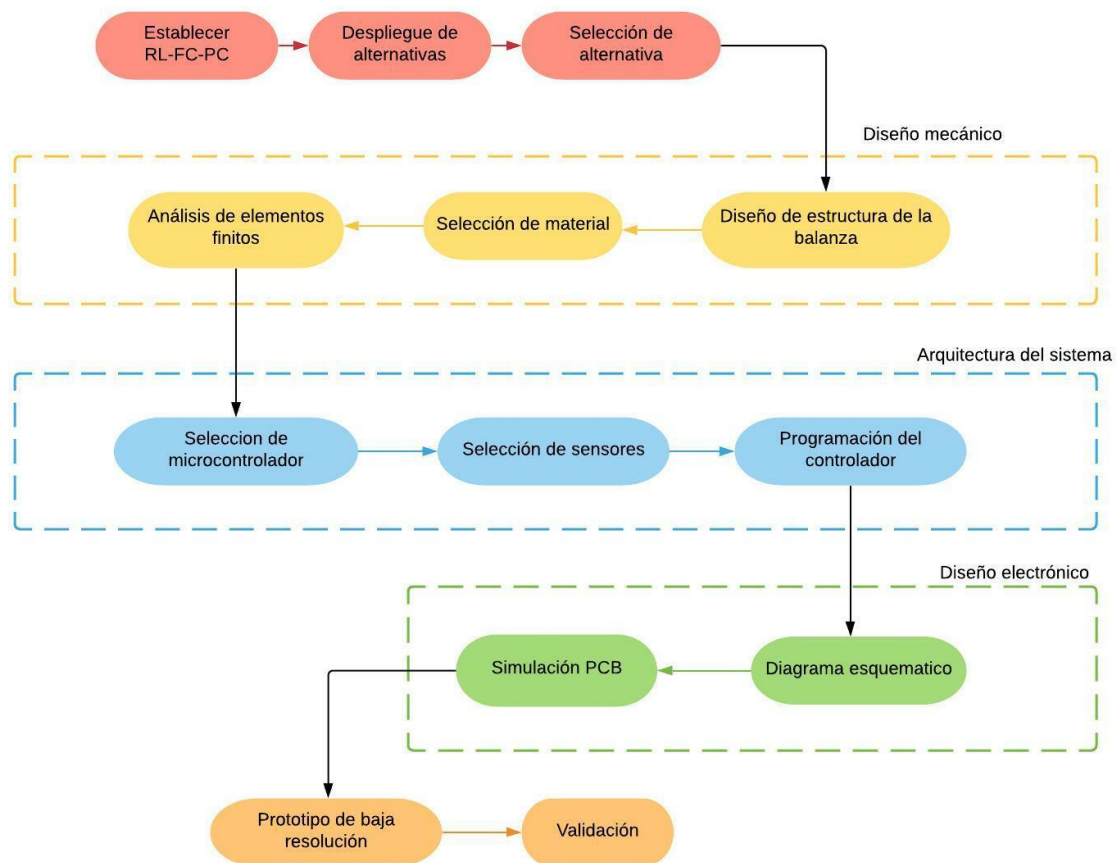 Establecer
RL-FC-PC
Despliegue de
alternativas
Selección de
alternativa
Diseño mecánico
Análisis de elementos
finitos
Selección de material
Diseño de estructura de la
balanza
Arquitectura del sistema
Seleccion de
microcontrolador
Selección de sensores
Programación del
controlador
Diseño electrónico
Simulación PCB
Diagrama esquematico
Prototipo de baja
resolución
Validación